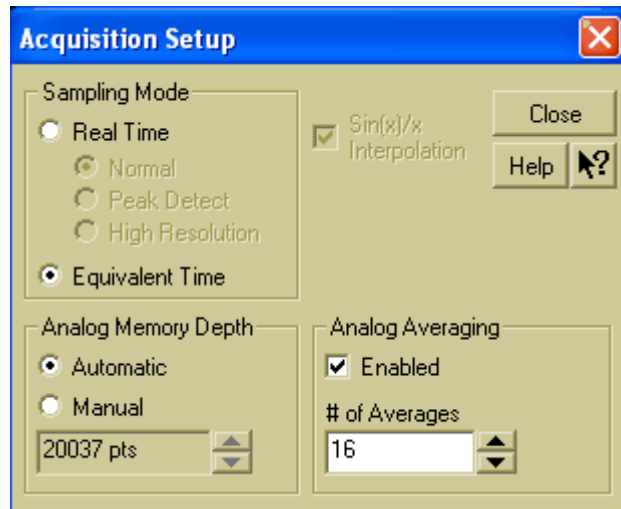 Acquisition Setup
Sampling Mode
Real Time
Normal
Peak Detect
High Resolution
Equivalent Time
Sin(x)/x
Interpolation
Close
Help
?
Analog Memory Depth
Automatic
Manual
20037 pts
Analog Averaging
Enabled
# of Averages
16